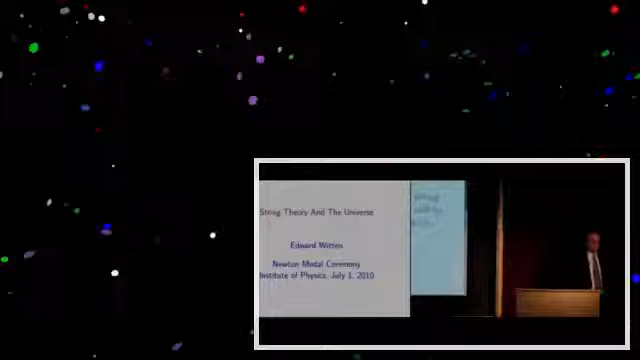 String Theory And The Universe
Edward Witten
Newton Medal Ceremony
Institute of Physics, July 1, 2010